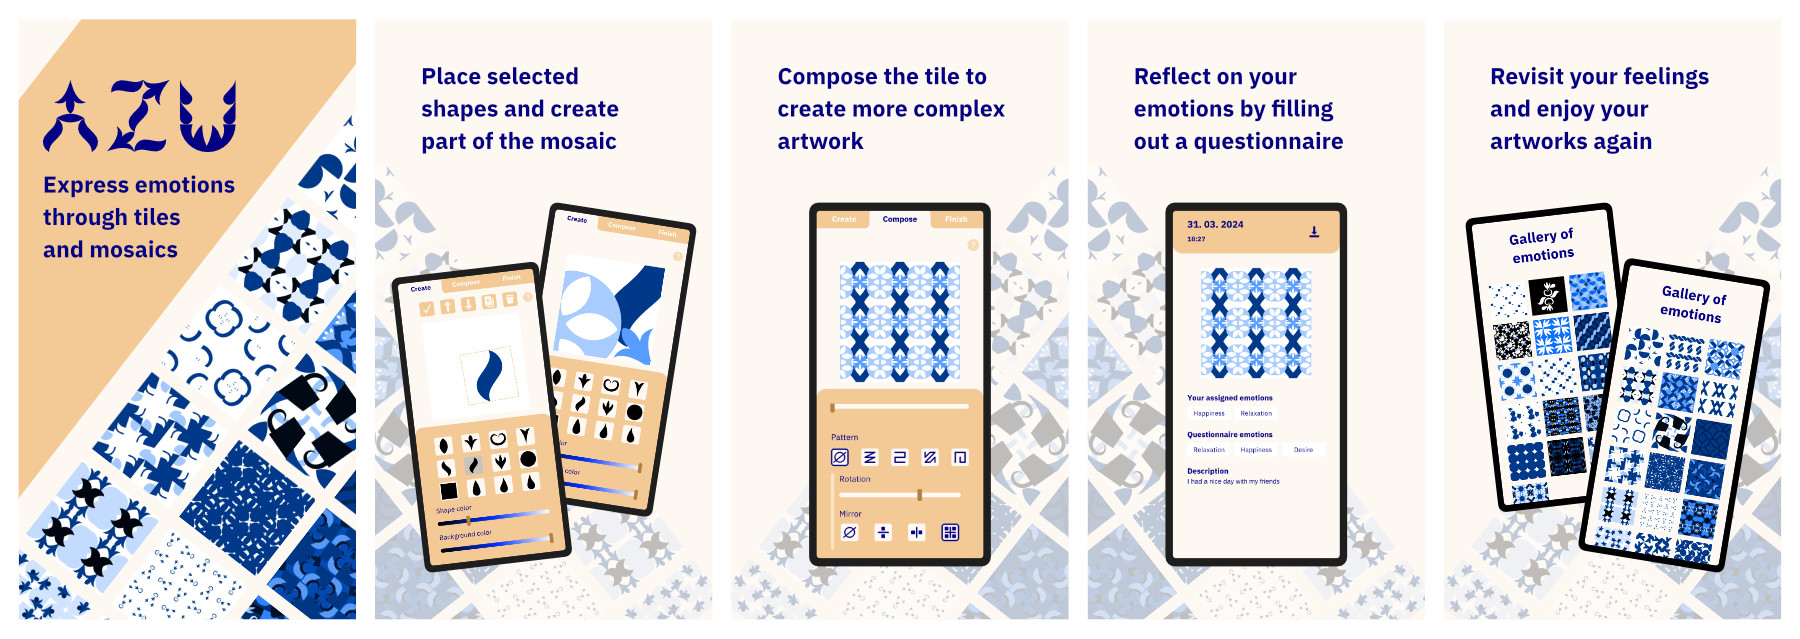 AZU
Express emotions
through tiles
and mosaics
Place selected
shapes and create
part of the mosaic
Create
Compose
Finish
?
Create
Compose
Finish
?
Shape color
Background color
lor
color
Compose the tile to
create more complex
artwork
Create
Compose
Finish
?
Pattern
Rotation
Mirror
Reflect on your
emotions by filling
out a questionnaire
31. 03. 2024
10:27
Your assigned emotions
Happiness
Relaxation
Questionnaire emotions
Relaxation
Happiness
Desire
Description
I had a nice day with my friends
Revisit your feelings
and enjoy your
artworks again
Gallery of
emotions
Gallery of
emotions